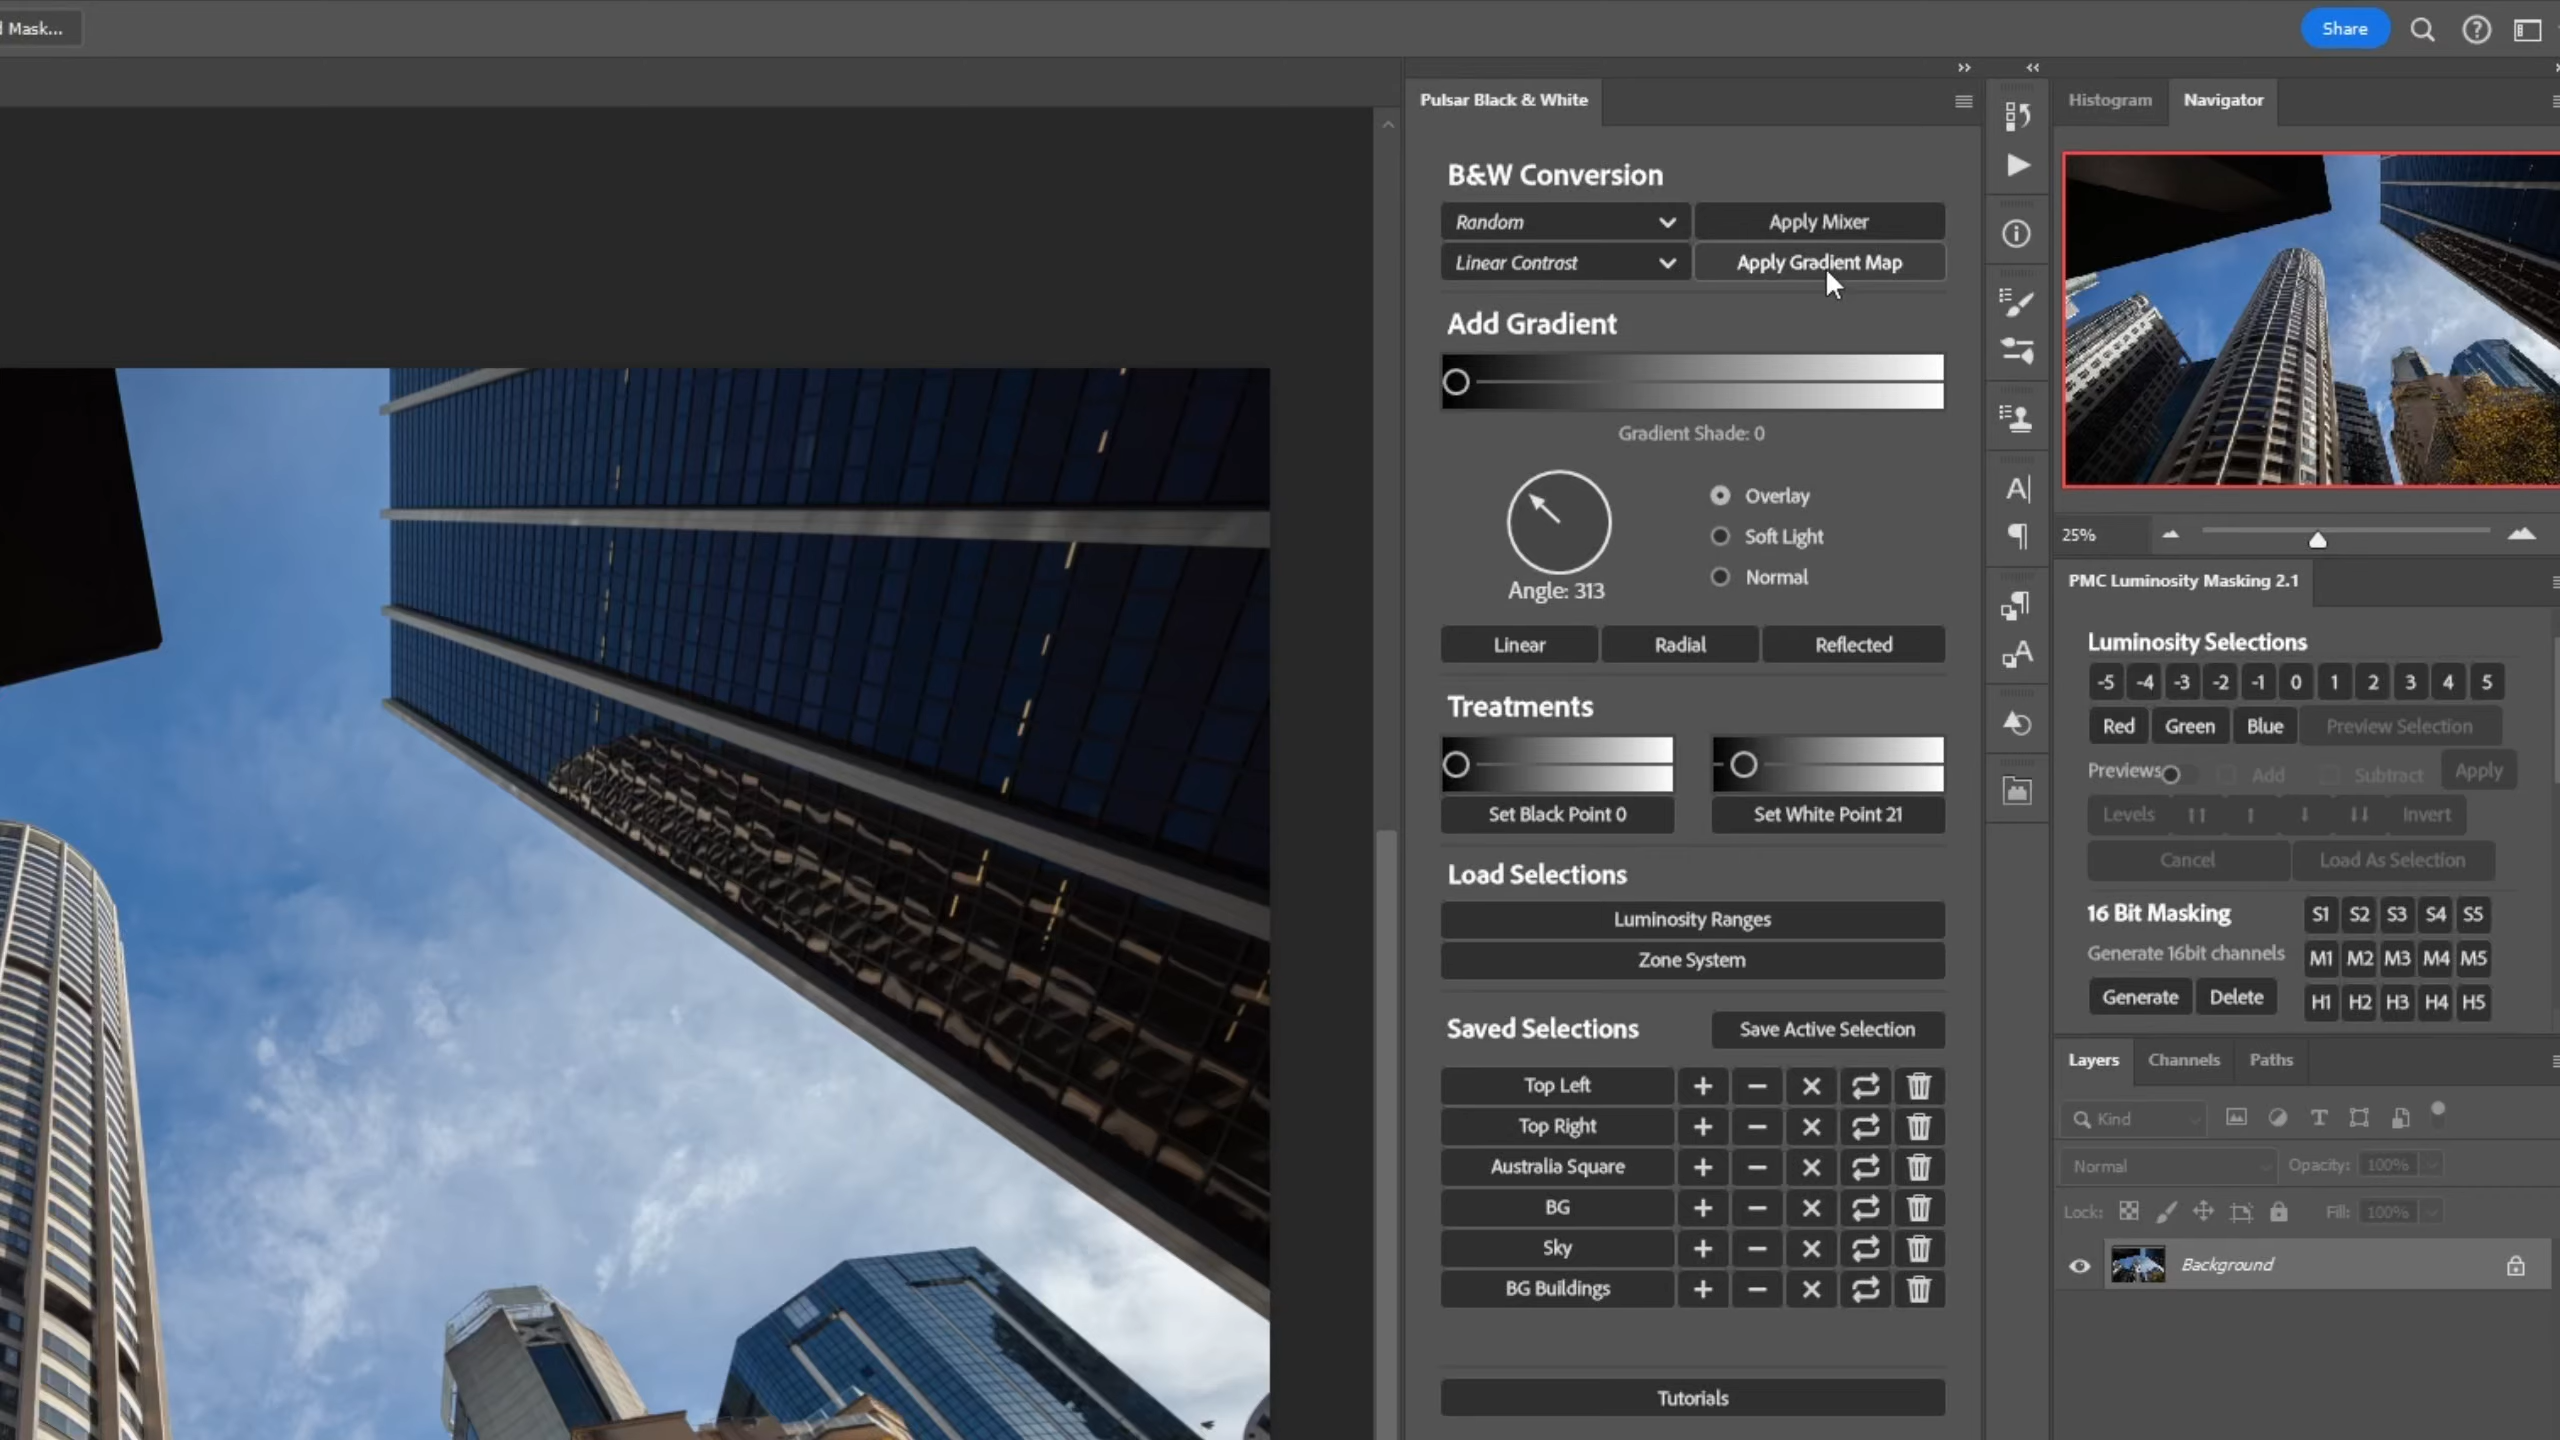 d Mask...
Share
Pulsar Black & White
Histogram
Navigator
B&W Conversion
Random
Apply Mixer
Linear Contrast
Apply Gradient Map
Add Gradient
Gradient Shade: 0
Angle: 313
Overlay
Soft Light
Normal
Linear
Radial
Reflected
Treatments
Set Black Point 0
Set White Point 21
Load Selections
Luminosity Ranges
Zone System
Saved Selections
Save Active Selection
Top Left
Top Right
Australia Square
BG
Sky
BG Buildings
Tutorials
25%
PMC Luminosity Masking 2.1
Luminosity Selections
-5 -4 -3 -2 -1 0 1 2 3 4 5
Red Green Blue Preview Selection
Previews Add Subtract Apply
Levels Invert
Cancel Load As Selection
16 Bit Masking S1 S2 S3 S4 S5
Generate 16bit channels M1 M2 M3 M4 M5
Generate Delete H1 H2 H3 H4 H5
Layers Channels Paths
Kind
Normal Opacity: 100%
Lock: Fill: 100%
Background